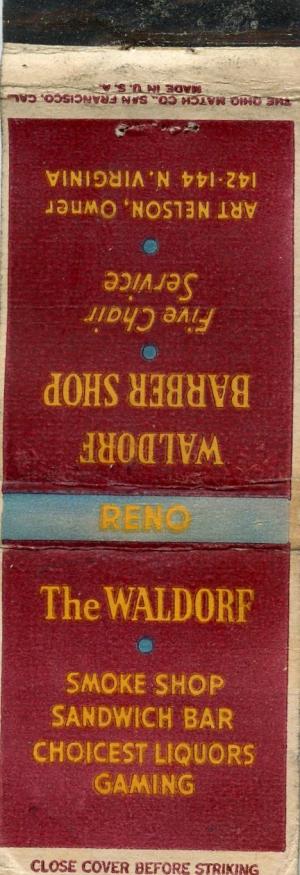 THE OHIO MATCH CO., SAN FRANCISCO, CAL.
MADE IN U. S. A.
WALDORF
BARBER SHOP
Five Chair
Service
ART NELSON, Owner
142-144 N. VIRGINIA
RENO
The WALDORF
SMOKE SHOP
SANDWICH BAR
CHOICEST LIQUORS
GAMING
CLOSE COVER BEFORE STRIKING